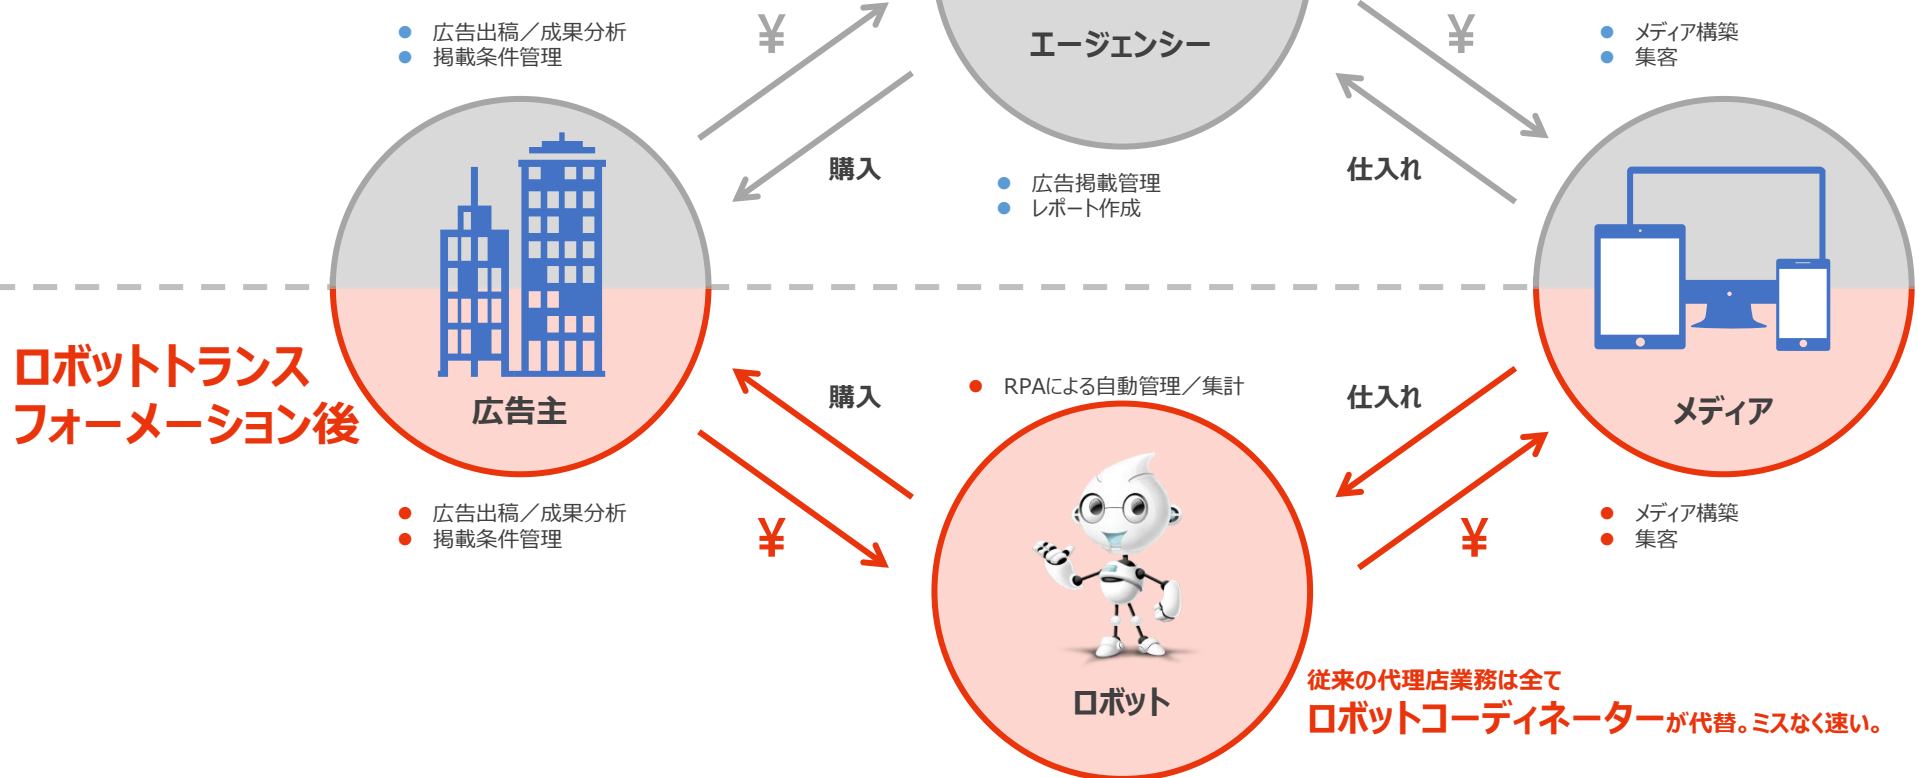 広告出稿／成果分析
掲載条件管理
¥
エージェンシー
¥
メディア構築
集客
購入
仕入れ
広告掲載管理
レポート作成
ロボットトランス
フォーメーション後
広告主
購入
RPAによる自動管理／集計
仕入れ
メディア
広告出稿／成果分析
掲載条件管理
¥
¥
メディア構築
集客
ロボット
従来の代理店業務は全て
ロボットコーディネーターが代替。ミスなく速い。